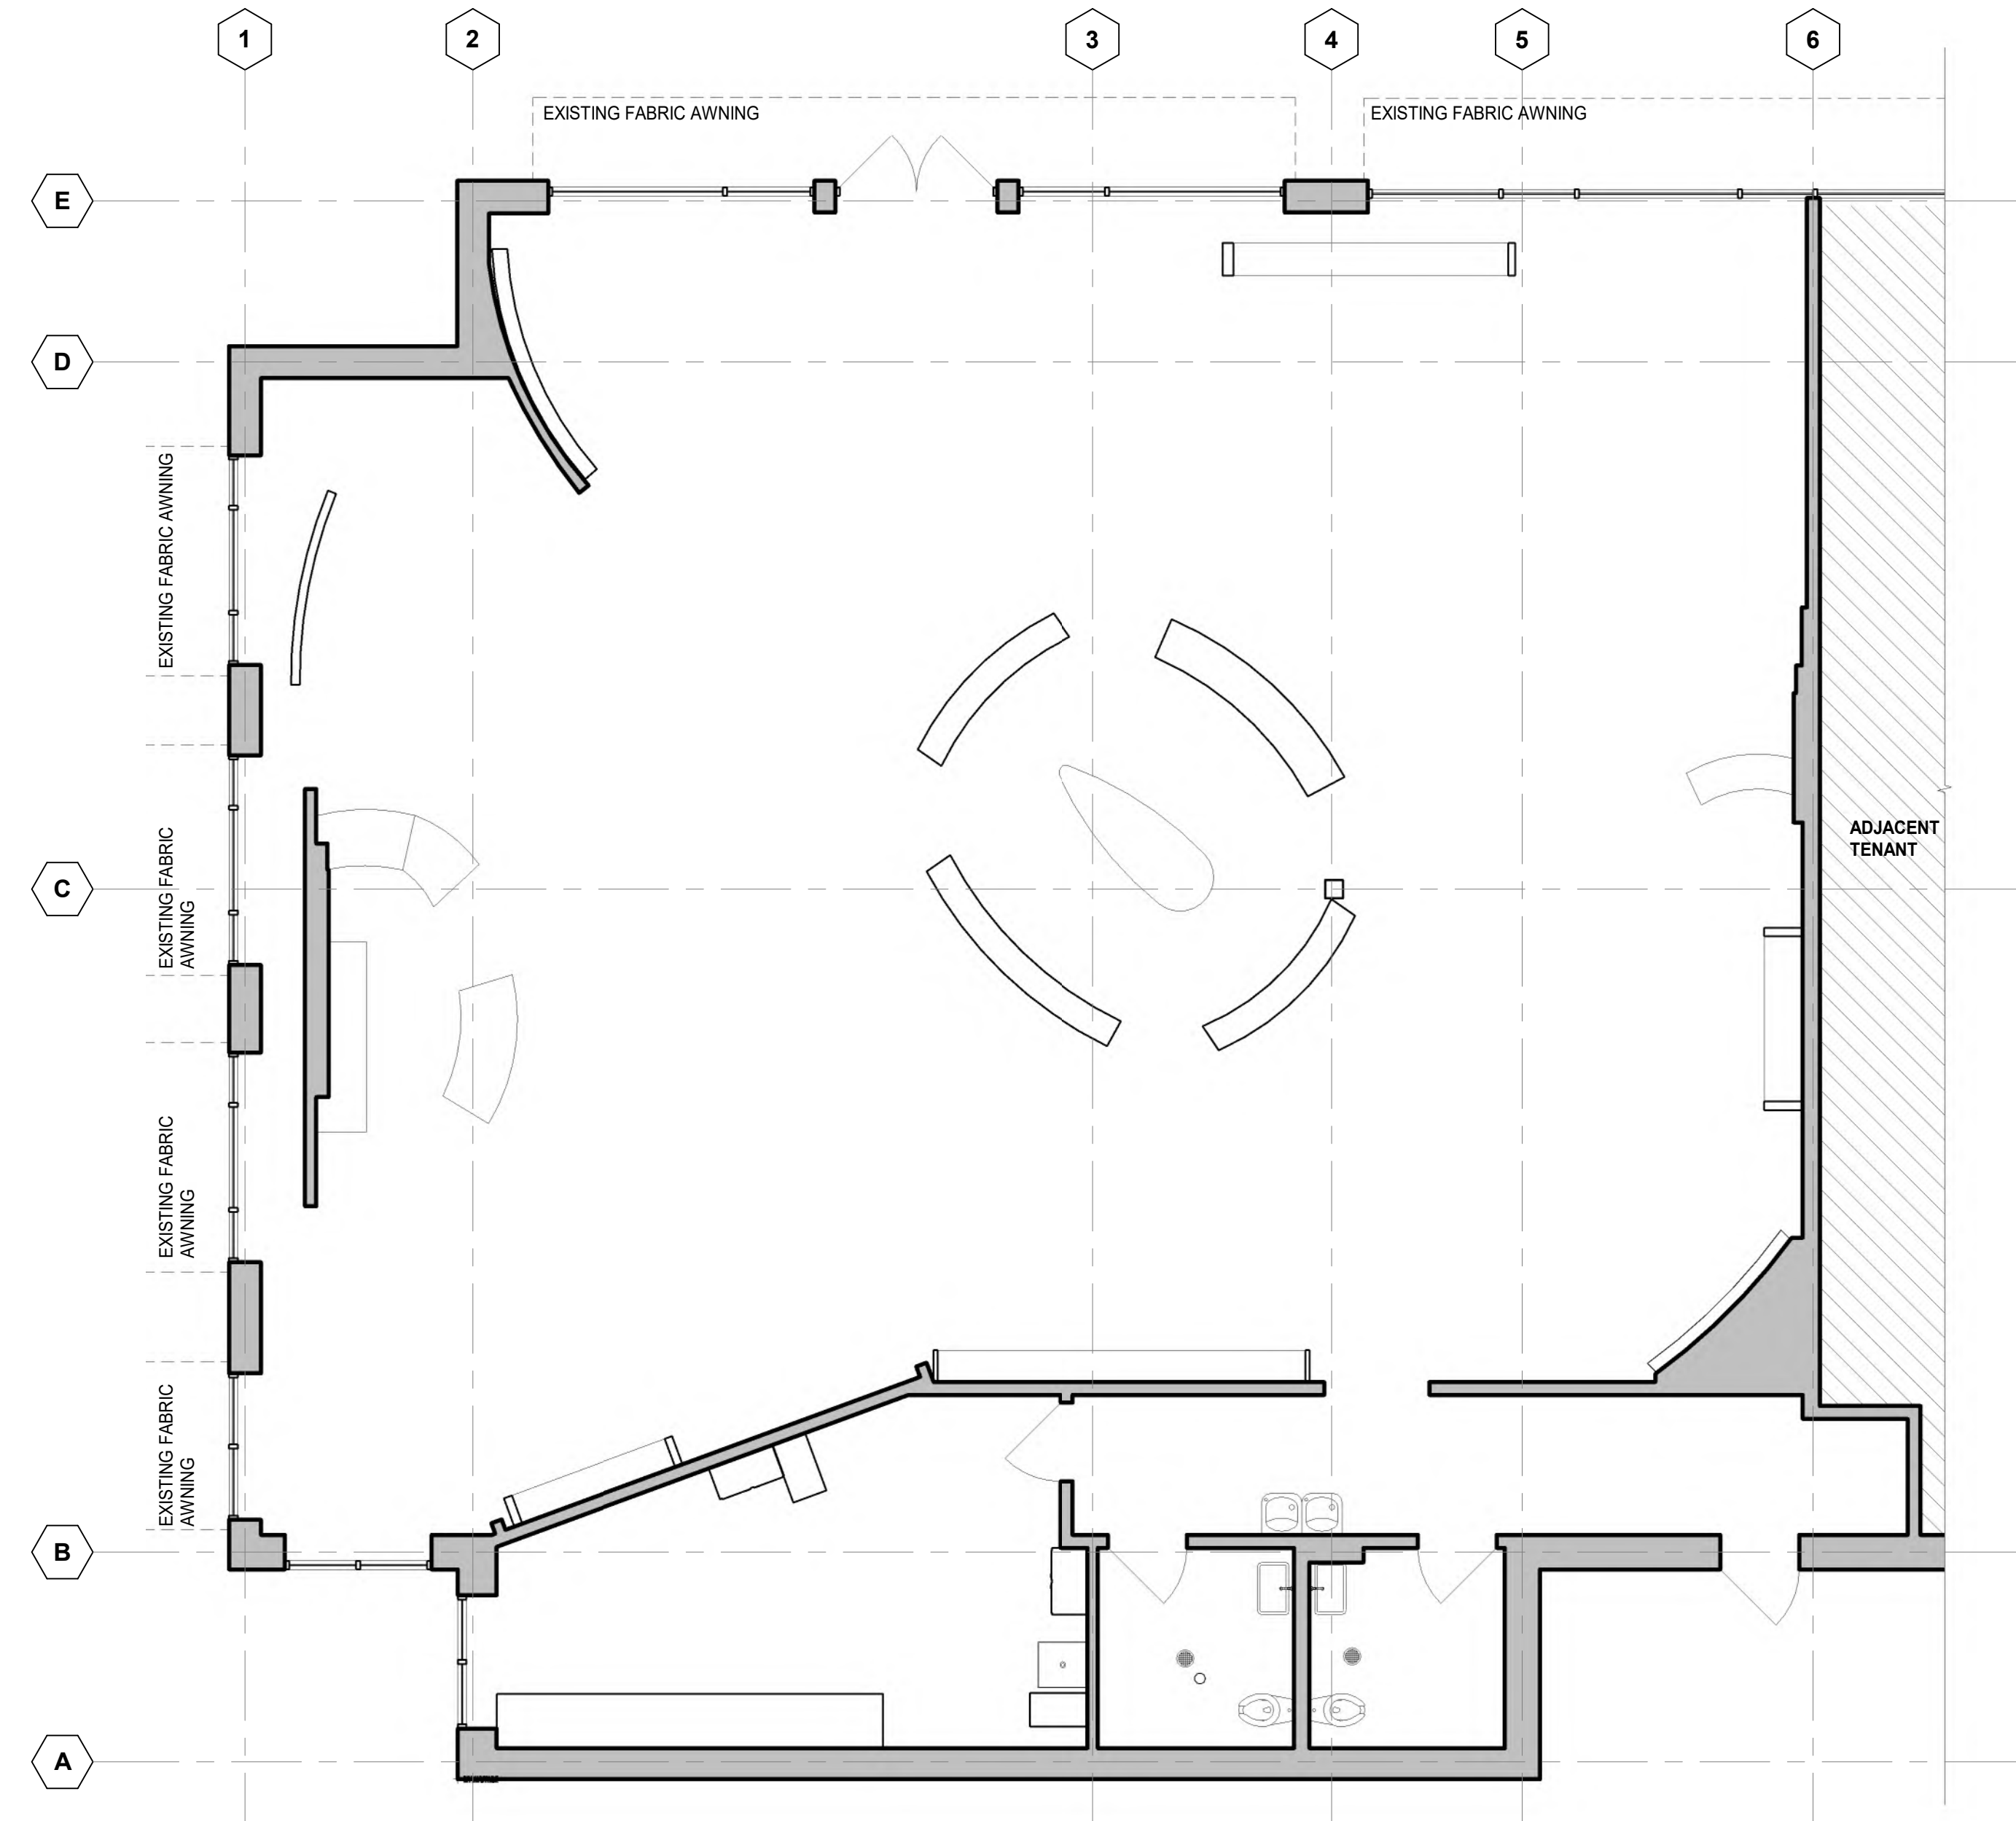 1
2
3
4
5
6
EXISTING FABRIC AWNING
EXISTING FABRIC AWNING
E
D
EXISTING FABRIC AWNING
ADJACENT
TENANT
C
EXISTING FABRIC
AWNING
EXISTING FABRIC
AWNING
EXISTING FABRIC
AWNING
B
A